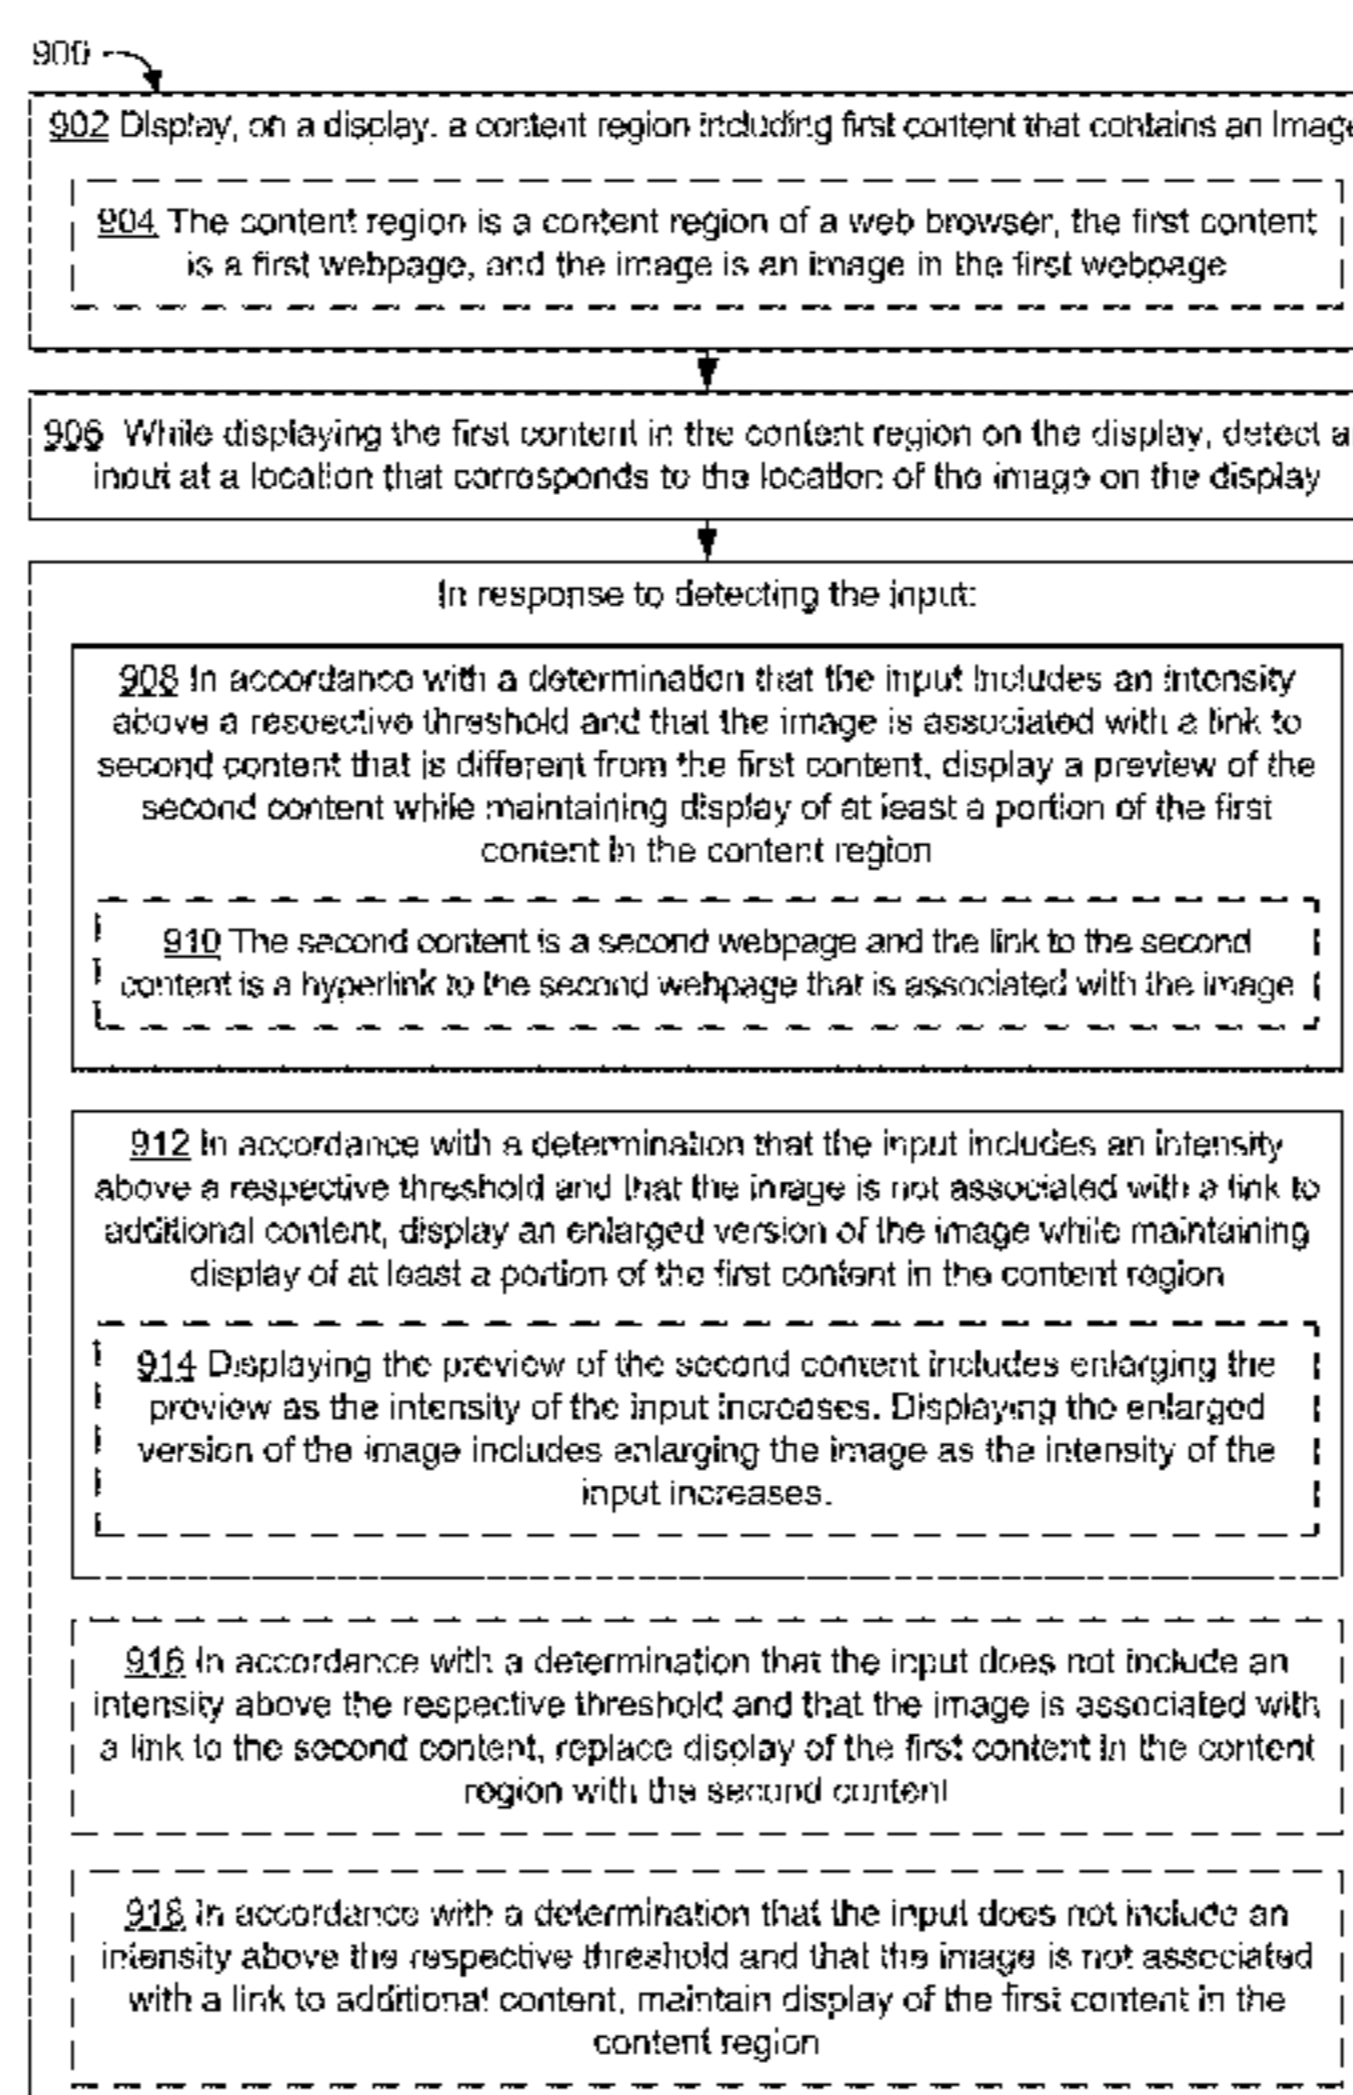 900
902 Display, on a display, a content region including first content that contains an Image
904 The content region is a content region of a web browser, the first content
is a first webpage, and the image is an image in the first webpage
906 While displaying the first content in the content region on the display, detect a
input at a location that corresponds to the location of the image on the display
In response to detecting the input:
908 In accordance with a determination that the input includes an intensity
above a respective threshold and that the image is associated with a link to
second content that is different from the first content, display a preview of the
second content while maintaining display of at least a portion of the first
content in the content region
910 The second content is a second webpage and the link to the second
content is a hyperlink to the second webpage that is associated with the image
912 In accordance with a determination that the input includes an intensity
above a respective threshold and that the image is not associated with a link to
additional content, display an enlarged version of the image while maintaining
display of at least a portion of the first content in the content region
914 Displaying the preview of the second content includes enlarging the
preview as the intensity of the input increases. Displaying the enlarged
version of the image includes enlarging the image as the intensity of the
input increases.
916 In accordance with a determination that the input does not include an
intensity above the respective threshold and that the image is associated with
a link to the second content, replace display of the first content in the content
region with the second content
918 In accordance with a determination that the input does not include an
intensity above the respective threshold and that the image is not associated
with a link to additional content, maintain display of the first content in the
content region